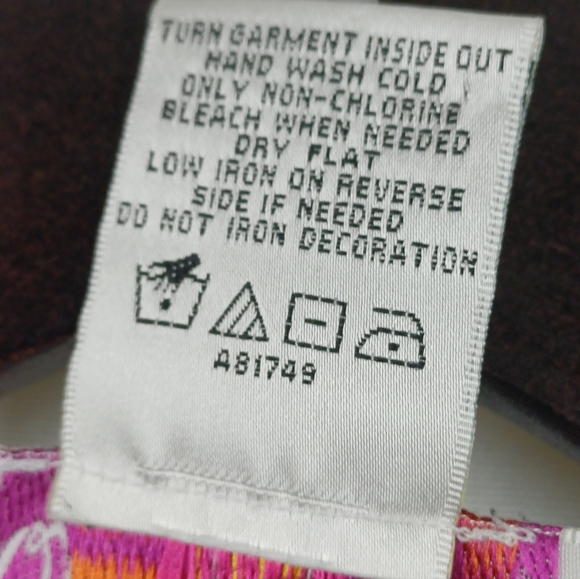 TURN GARMENT INSIDE OUT
HAND WASH COLD
ONLY NON-CHLORINE
BLEACH WHEN NEEDED
DRY FLAT
LOW IRON ON REVERSE
SIDE IF NEEDED
DO NOT IRON DECORATION
A81749